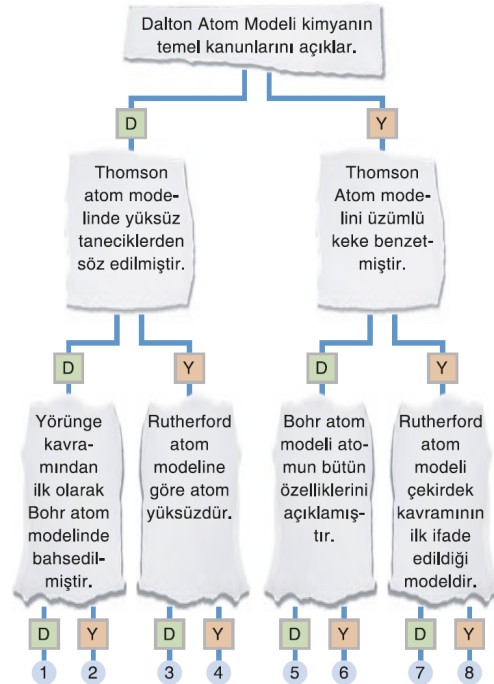 Dalton Atom Modeli kimyanın
temel kanunlarını açıklar.
D
Y
Thomson
atom mode-
linde yüksüz
taneciklerden
söz edilmiştir.
Thomson
Atom mode-
lini üzümlü
keke benzet-
miştir.
D
Y
D
Y
Yörünge
kavra-
mından
ilk olarak
Bohr atom
modelinde
bahsedil-
miştir.
Rutherford
atom
modeline
göre atom
yüksüzdür.
Bohr atom
modeli ato-
mun bütün
özelliklerini
açıklamış-
tır.
Rutherford
atom
modeli
çekirdek
kavramının
ilk ifade
edildiği
modeldir.
D
Y
D
Y
D
Y
D
Y
1
2
3
4
5
6
7
8